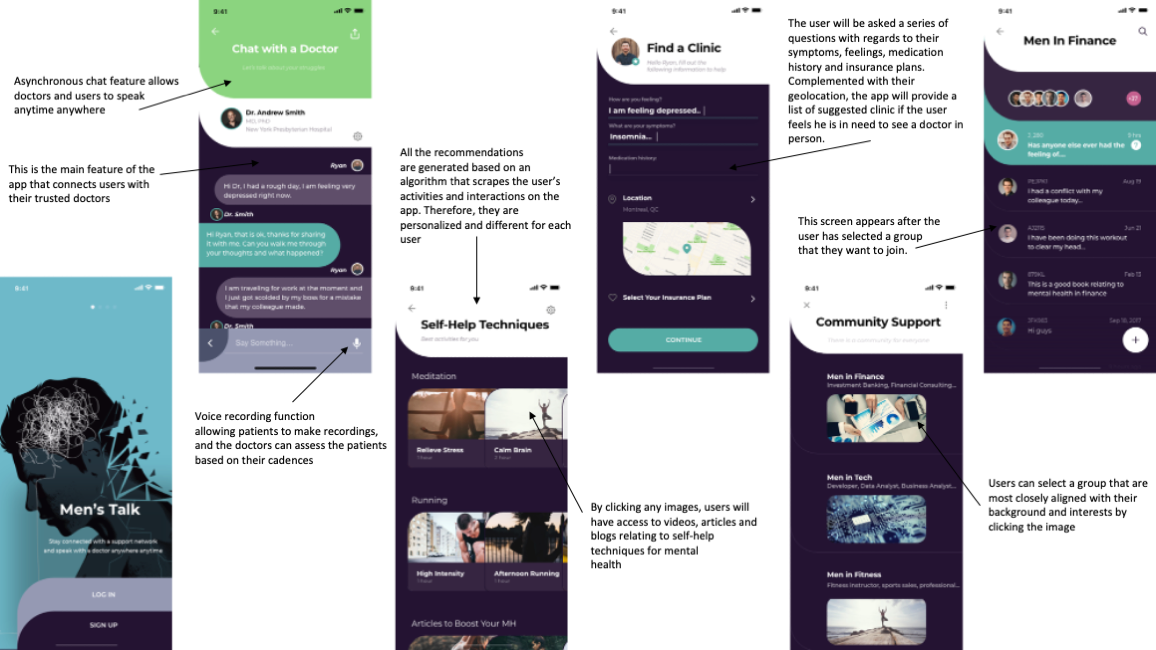 9:41
Chat with a Doctor
Let's talk about your struggles
Dr. Andrew Smith
MD, PhD
New York Presbyterian Hospital
Ryan
Hi Dr, I had a rough day, I am feeling very
depressed right now.
Dr. Smith
Hi Ryan, that is ok, thanks for sharing
it with me. Can you walk me through
your thoughts and what happened?
Ryan
I am traveling for work at the moment and
I just got scolded by my boss for a mistake
that my colleague made.
Dr. Smith
Say Something...
Asynchronous chat feature allows
doctors and users to speak
anytime anywhere
This is the main feature of the
app that connects users with
their trusted doctors
9:41
Men's Talk
Stay connected with a support network
and speak with a doctor anywhere anytime
LOG IN
SIGN UP
Voice recording function
allowing patients to make recordings,
and the doctors can assess the patients
based on their cadences
All the recommendations
are generated based on an
algorithm that scrapes the user's
activities and interactions on the
app. Therefore, they are
personalized and different for each
user
9:41
Self-Help Techniques
Best activities for you
Meditation
Relieve Stress
1 hour
Calm Brain
2 hour
Running
High Intensity
1 hour
Afternoon Running
1 hour
Articles to Boost Your MH
By clicking any images, users will
have access to videos, articles and
blogs relating to self-help
techniques for mental
health
9:41
Find a Clinic
Hello Ryan, fill out the
following information to help
How are you feeling?
I am feeling depressed.. |
What are your symptoms?
Insomnia... |
Medication history:
Location
Montreal, QC
Select Your Insurance Plan
CONTINUE
The user will be asked a series of
questions with regards to their
symptoms, feelings, medication
history and insurance plans.
Complemented with their
geolocation, the app will provide a
list of suggested clinic if the user
feels he is in need to see a doctor in
person.
This screen appears after the
user has selected a group
that they want to join.
9:41
Community Support
There is a community for everyone
Men in Finance
Investment Banking, Financial Consulting...
Men in Tech
Developer, Data Analyst, Business Analyst...
Men in Fitness
Fitness instructor, sports sales, professional...
9:41
Men In Finance
+27
9 hrs
Has anyone else ever had the
feeling of...
?
Aug 19
I had a conflict with my
colleague today...
Jun 21
I have been doing this workout
to clear my head...
Feb 13
This is a good book relating to
mental health in finance
Sep 10, 2017
Hi guys
+
Users can select a group that are
most closely aligned with their
background and interests by
clicking the image